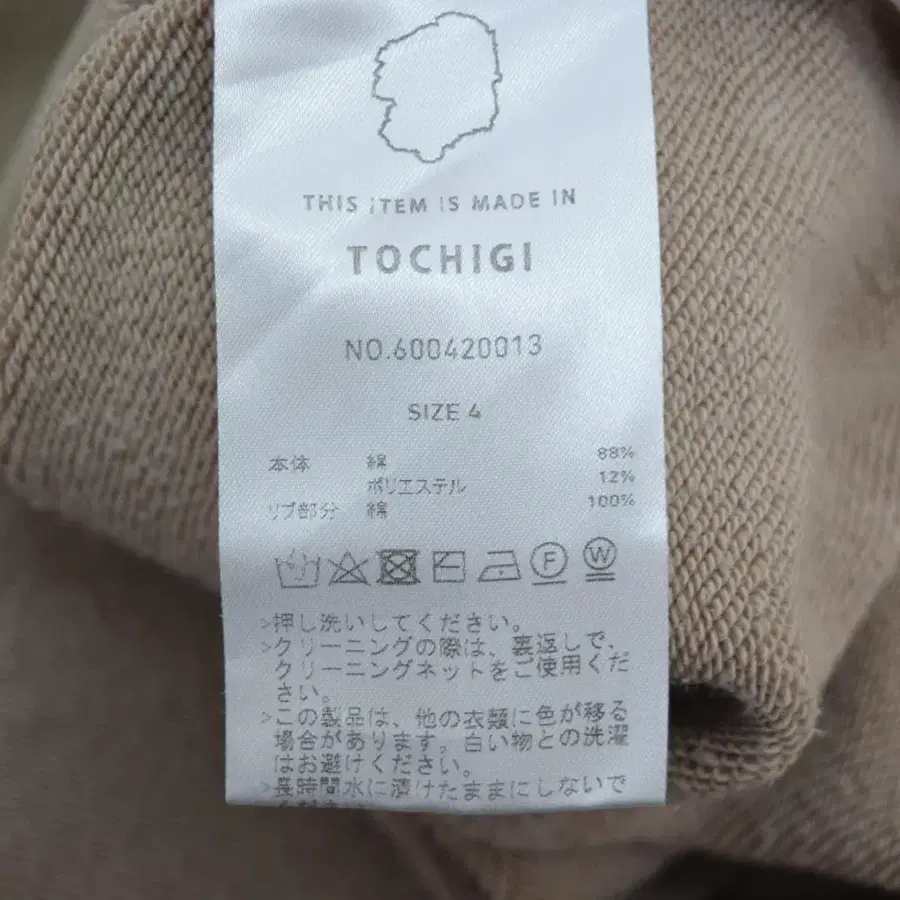 THIS ITEM IS MADE IN
TOCHIGI
NO.600420013
SIZE 4
本体 綿 88%
ポリエステル 12%
リブ部分 綿 100%
F W
>押し洗いしてください。
>クリーニングの際は、裏返しで、
クリーニングネットをご使用くだ
さい。
>この製品は、他の衣類に色が移る
場合があります。白い物との洗濯
はお避けください。
>長時間水に漬けたままにしないで